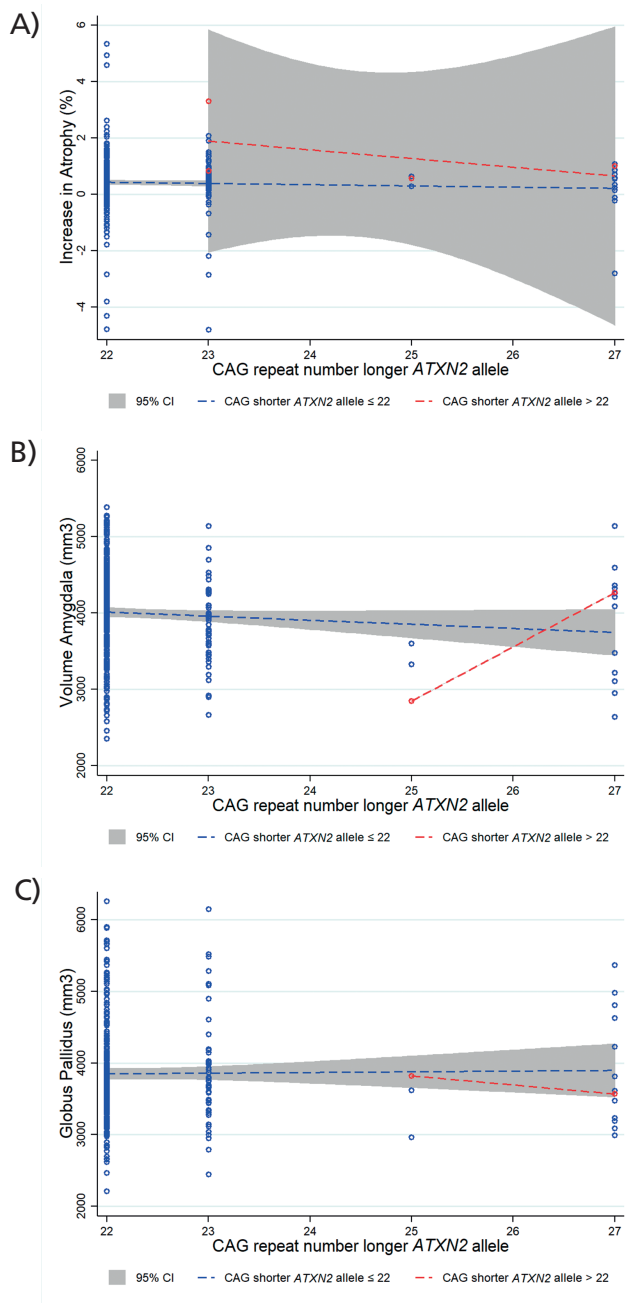 A)
Increase in Atrophy (%)
6
4
2
0
-2
-4
22 23 24 25 26 27
CAG repeat number longer ATXN2 allele
95% CI CAG shorter ATXN2 allele ≤ 22 CAG shorter ATXN2 allele > 22
B)
Volume Amygdala (mm3)
6000
5000
4000
3000
2000
22 23 24 25 26 27
CAG repeat number longer ATXN2 allele
95% CI CAG shorter ATXN2 allele ≤ 22 CAG shorter ATXN2 allele > 22
C)
Globus Pallidus (mm3)
6000
5000
4000
3000
2000
22 23 24 25 26 27
CAG repeat number longer ATXN2 allele
95% CI CAG shorter ATXN2 allele ≤ 22 CAG shorter ATXN2 allele > 22